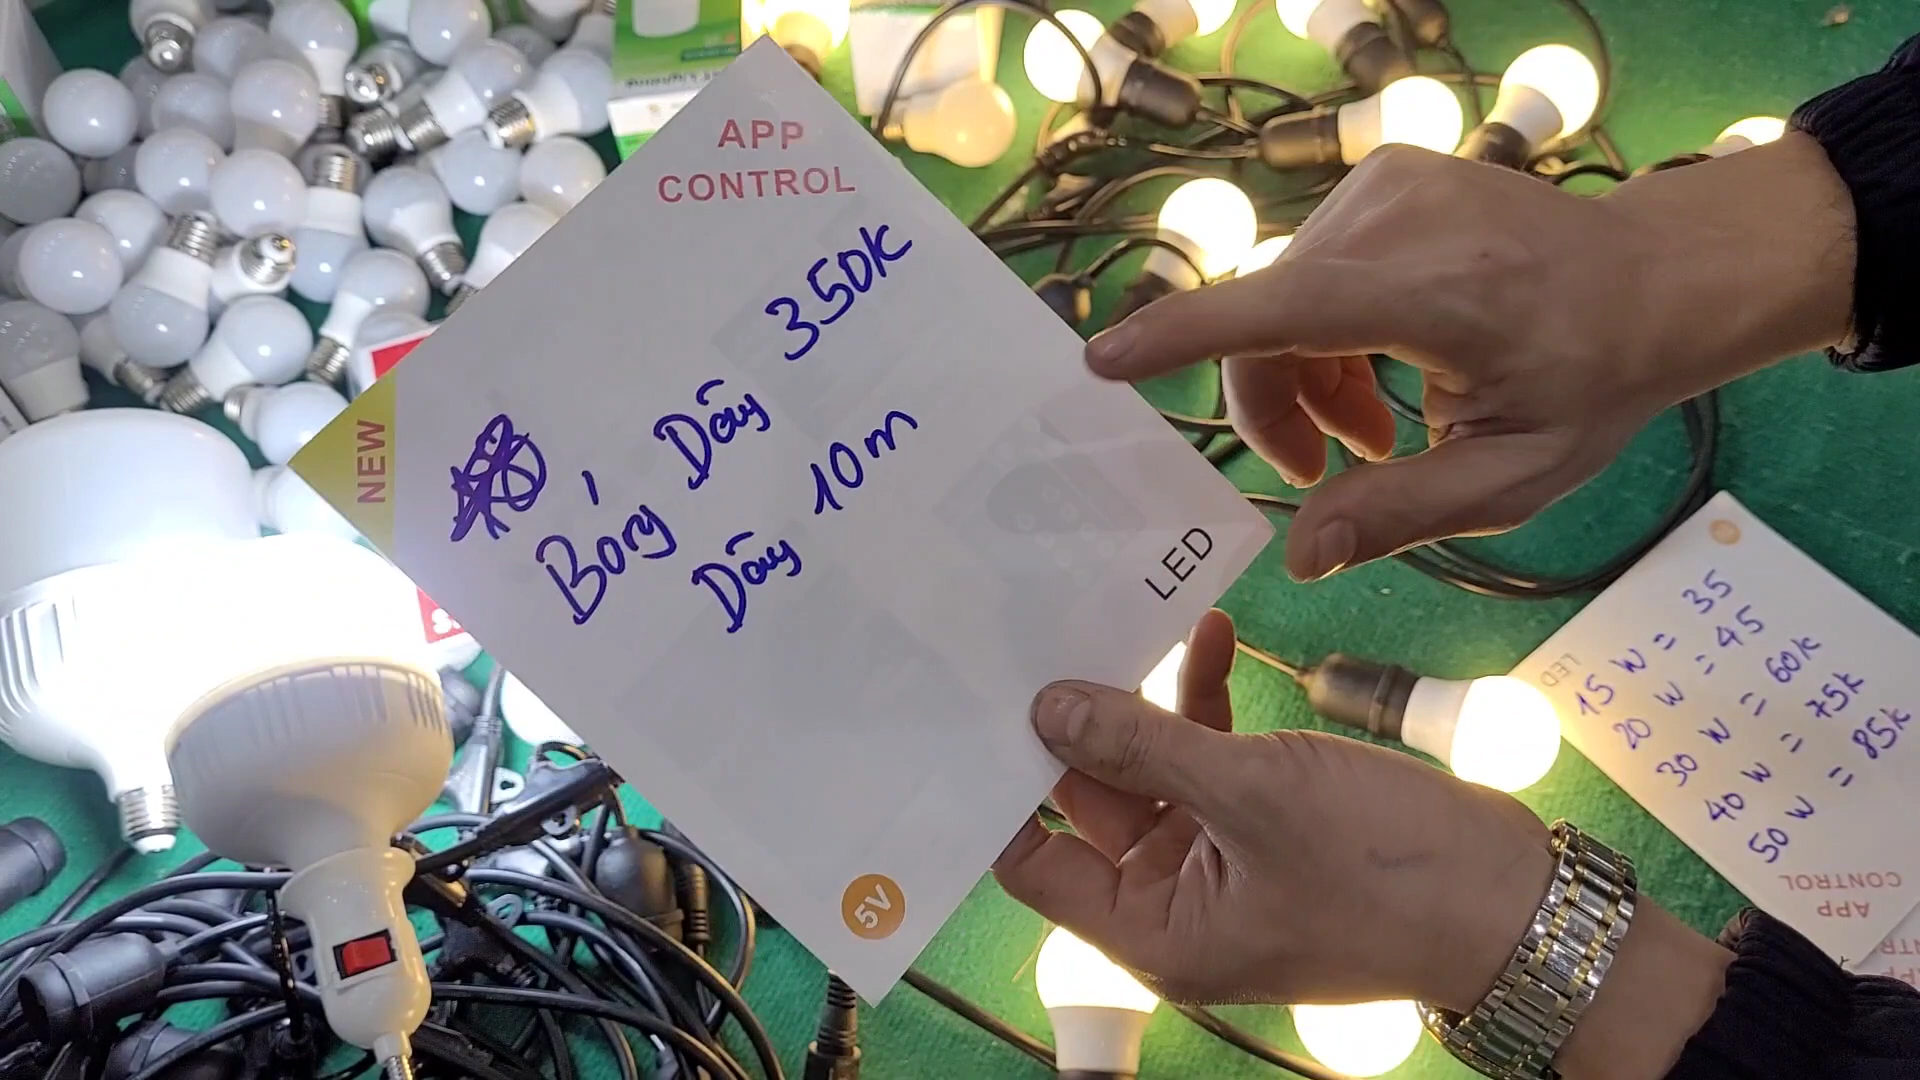 APP
CONTROL
NEW
Bóng Dây 350K
Dây 10m
LED
5V
LED
15 W = 35
20 W = 45
30 W = 60k
40 W = 75k
50 W = 85k
APP
CONTROL